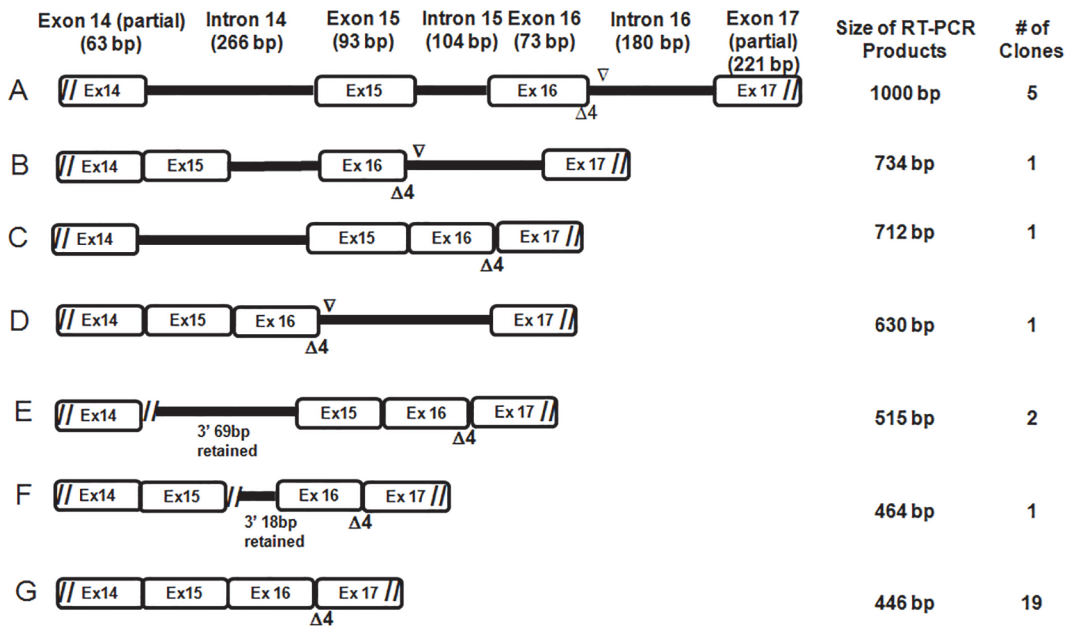 Exon 14 (partial) (63 bp)
Intron 14 (266 bp)
Exon 15 (93 bp)
Intron 15 (104 bp)
Exon 16 (73 bp)
Intron 16 (180 bp)
Exon 17 (partial) (221 bp)
Size of RT-PCR Products
# of Clones
A // Ex14 Ex15 Ex 16 ∇ Δ4 Ex 17 // 1000 bp 5
B // Ex14 Ex15 Ex 16 ∇ Δ4 Ex 17 // 734 bp 1
C // Ex14 Ex15 Ex 16 Δ4 Ex 17 // 712 bp 1
D // Ex14 Ex15 Ex 16 ∇ Δ4 Ex 17 // 630 bp 1
E // Ex14 // Ex15 Ex 16 Δ4 Ex 17 // 515 bp 2
3' 69bp
retained
F // Ex14 Ex15 // Ex 16 Δ4 Ex 17 // 464 bp 1
3' 18bp
retained
G // Ex14 Ex15 Ex 16 Δ4 Ex 17 // 446 bp 19